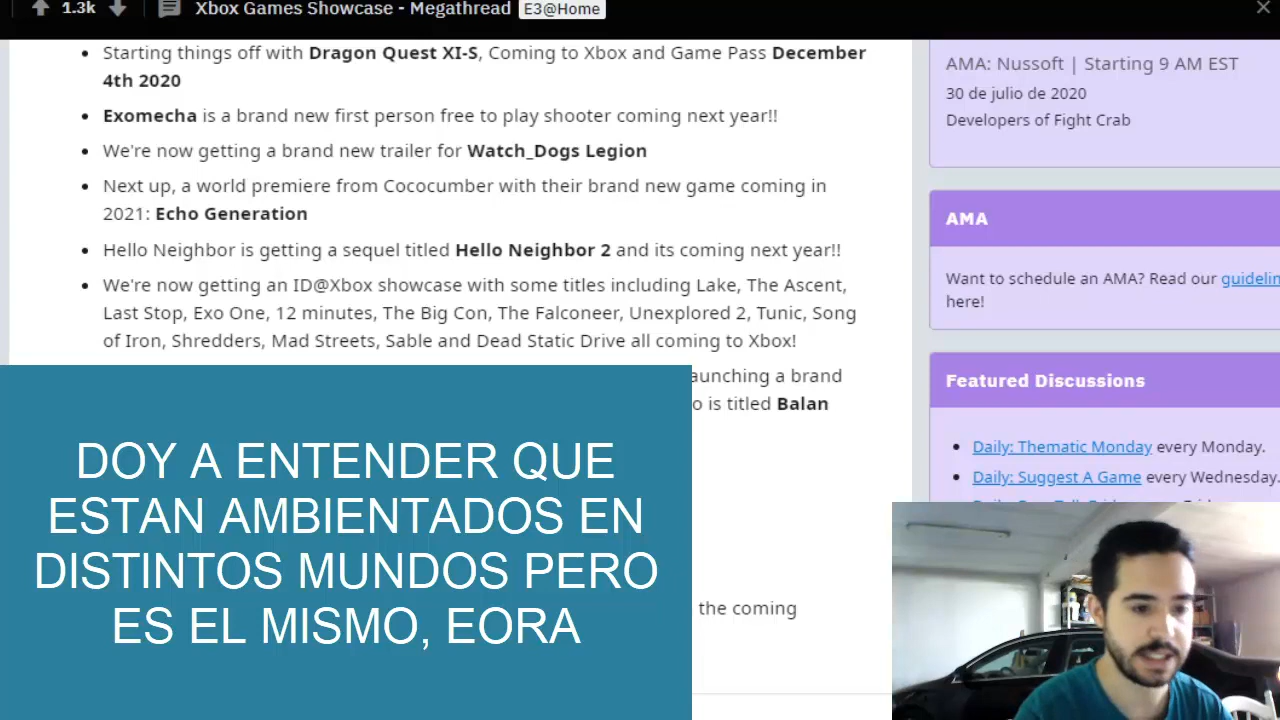 1.3k Xbox Games Showcase - Megathread E3@Home
Starting things off with Dragon Quest XI-S, Coming to Xbox and Game Pass December
4th 2020
Exomecha is a brand new first person free to play shooter coming next year!!
We're now getting a brand new trailer for Watch_Dogs Legion
Next up, a world premiere from Cococumber with their brand new game coming in
2021: Echo Generation
Hello Neighbor is getting a sequel titled Hello Neighbor 2 and its coming next year!!
We're now getting an ID@Xbox showcase with some titles including Lake, The Ascent,
Last Stop, Exo One, 12 minutes, The Big Con, The Falconeer, Unexplored 2, Tunic, Song
of Iron, Shredders, Mad Streets, Sable and Dead Static Drive all coming to Xbox!
a brand
is titled Balan
the coming
DOY A ENTENDER QUE
ESTAN AMBIENTADOS EN
DISTINTOS MUNDOS PERO
ES EL MISMO, EORA
AMA: Nussoft | Starting 9 AM EST
30 de julio de 2020
Developers of Fight Crab
AMA
Want to schedule an AMA? Read our
here!
Featured Discussions
Daily: Thematic Monday every Monday.
Daily: Suggest A Game every Wednesday.